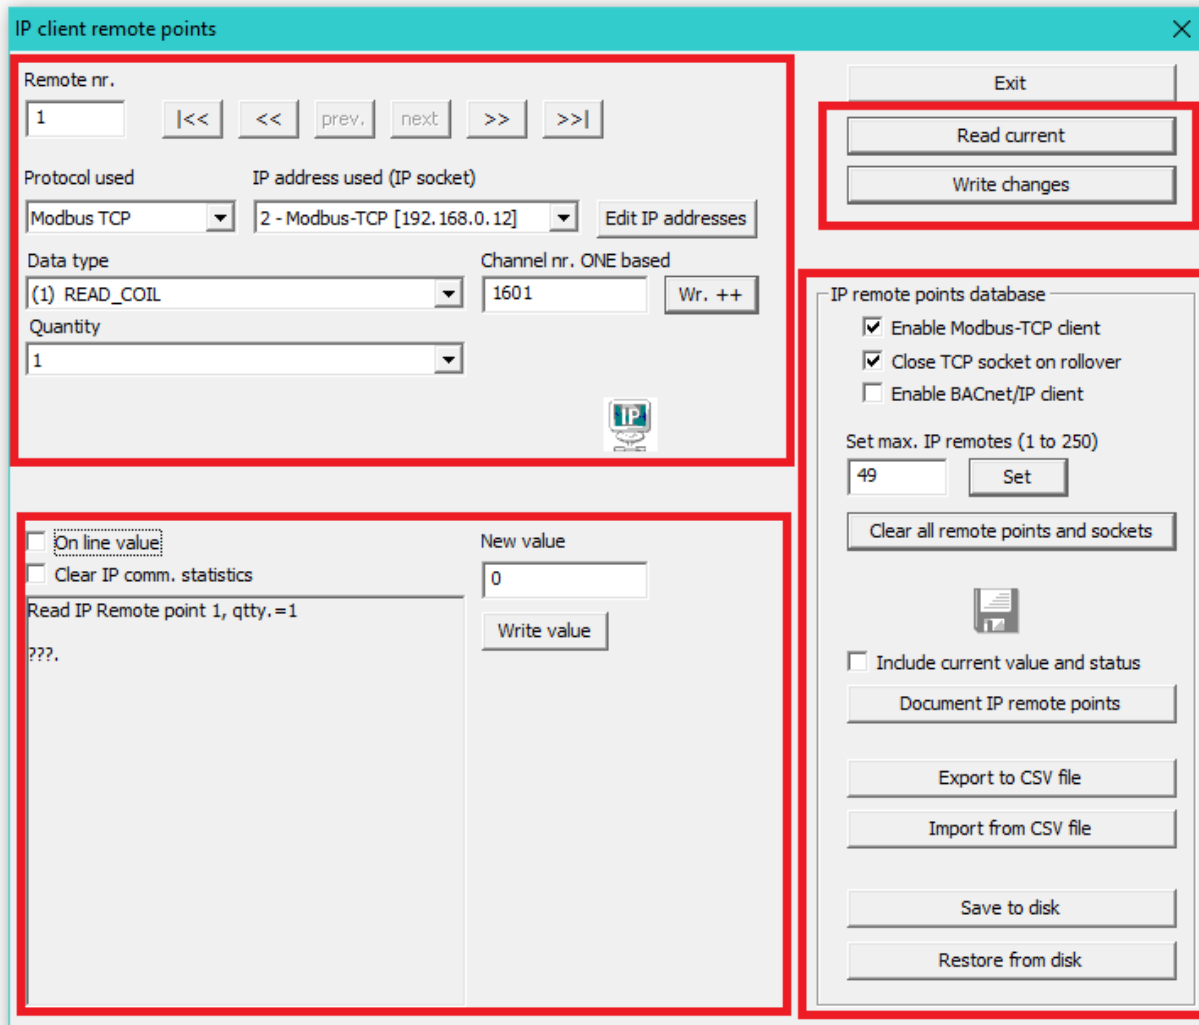 IP client remote points
Remote nr.
1
|<<
<<
prev.
next
>>
>>|
Protocol used
IP address used (IP socket)
Modbus TCP
2 - Modbus-TCP [192.168.0.12]
Edit IP addresses
Data type
Channel nr. ONE based
(1) READ_COIL
1601
Wr. ++
Quantity
1
IP
Exit
Read current
Write changes
IP remote points database
Enable Modbus-TCP client
Close TCP socket on rollover
Enable BACnet/IP client
Set max. IP remotes (1 to 250)
49
Set
Clear all remote points and sockets
Include current value and status
Document IP remote points
Export to CSV file
Import from CSV file
Save to disk
Restore from disk
On line value
Clear IP comm. statistics
New value
0
Write value
Read IP Remote point 1, qtty.=1
???.